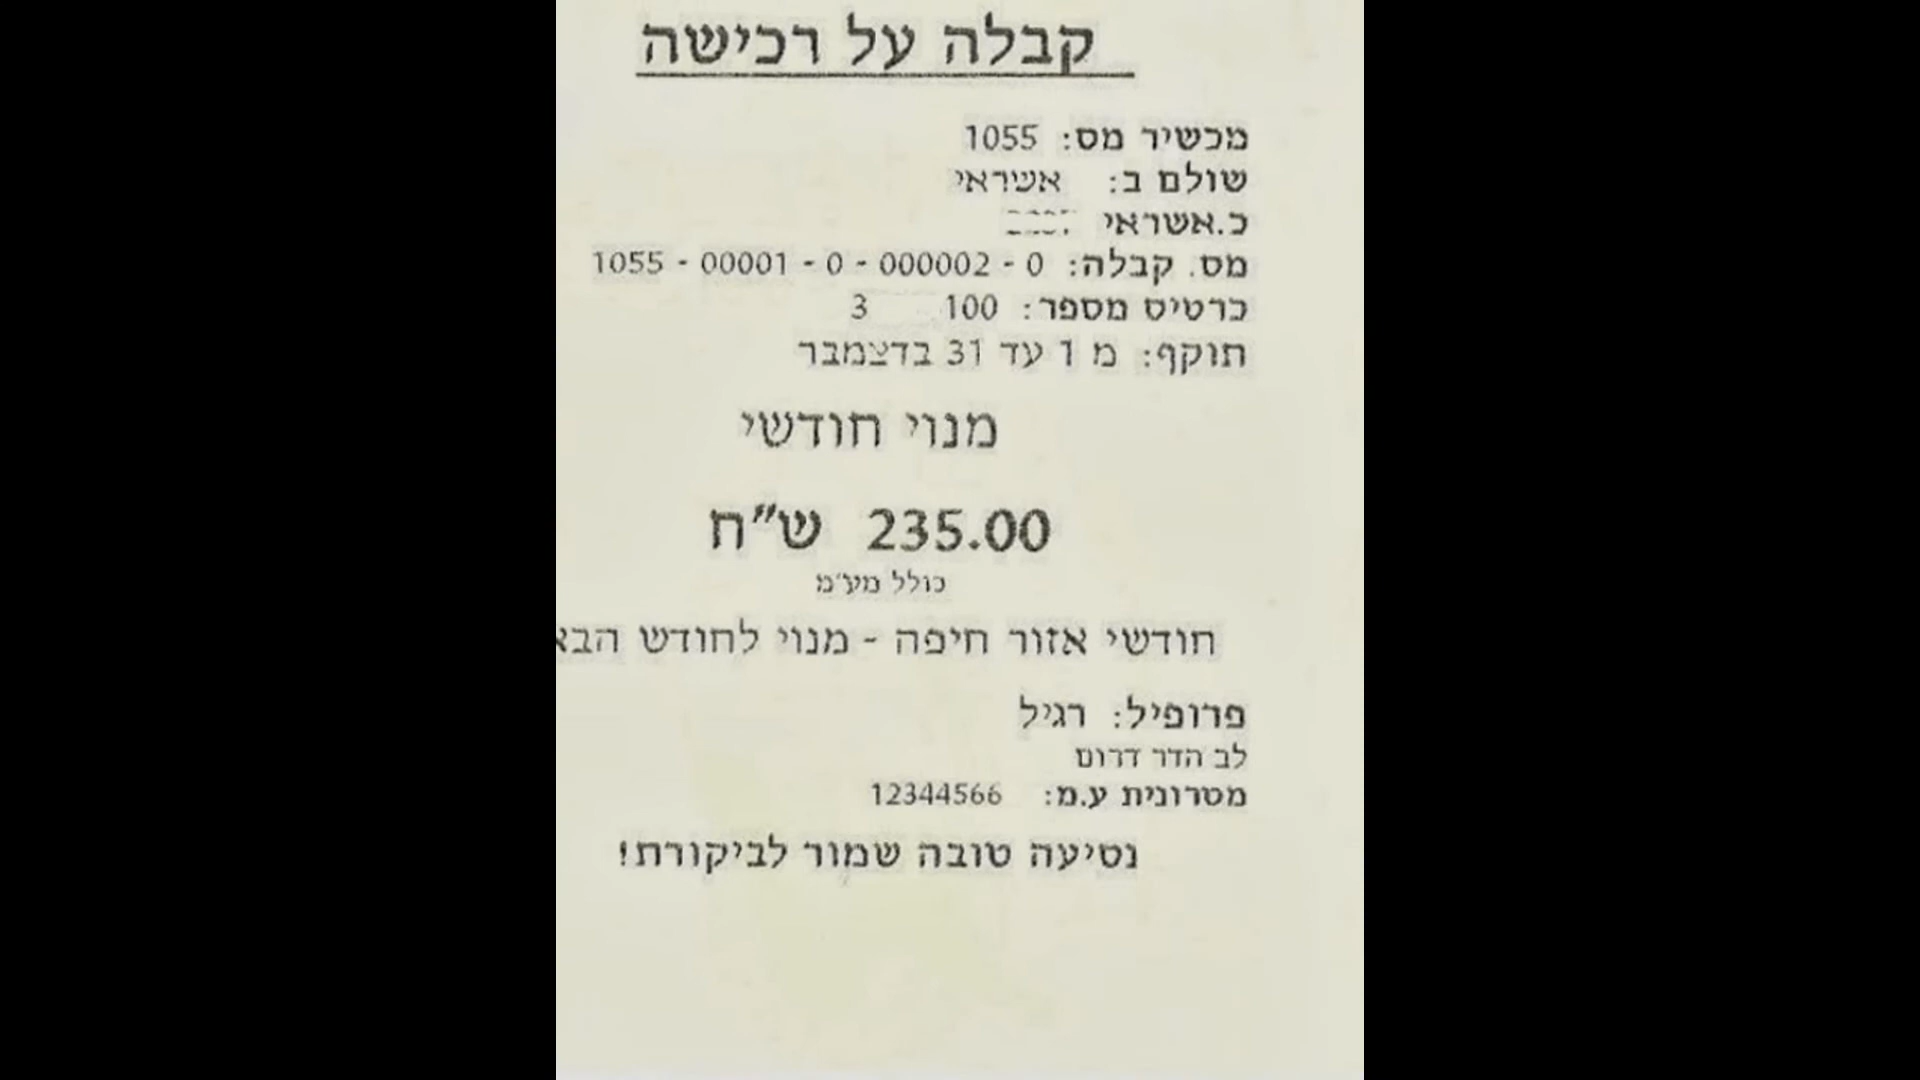 קבלה על רכישה
מכשיר מס: 1055
שולם ב: אשראי
כ.אשראי
מס. קבלה: 0 - 000002 - 0 - 00001 - 1055
כרטיס מספר: 100 3
תוקף: מ 1 עד 31 בדצמבר
מנוי חודשי
235.00 ש"ח
כולל מע"מ
חודשי אזור חיפה - מנוי לחודש הבא
פרופיל: רגיל
לב הדר דרום
מטרונית ע.מ: 12344566
נסיעה טובה שמור לביקורת!